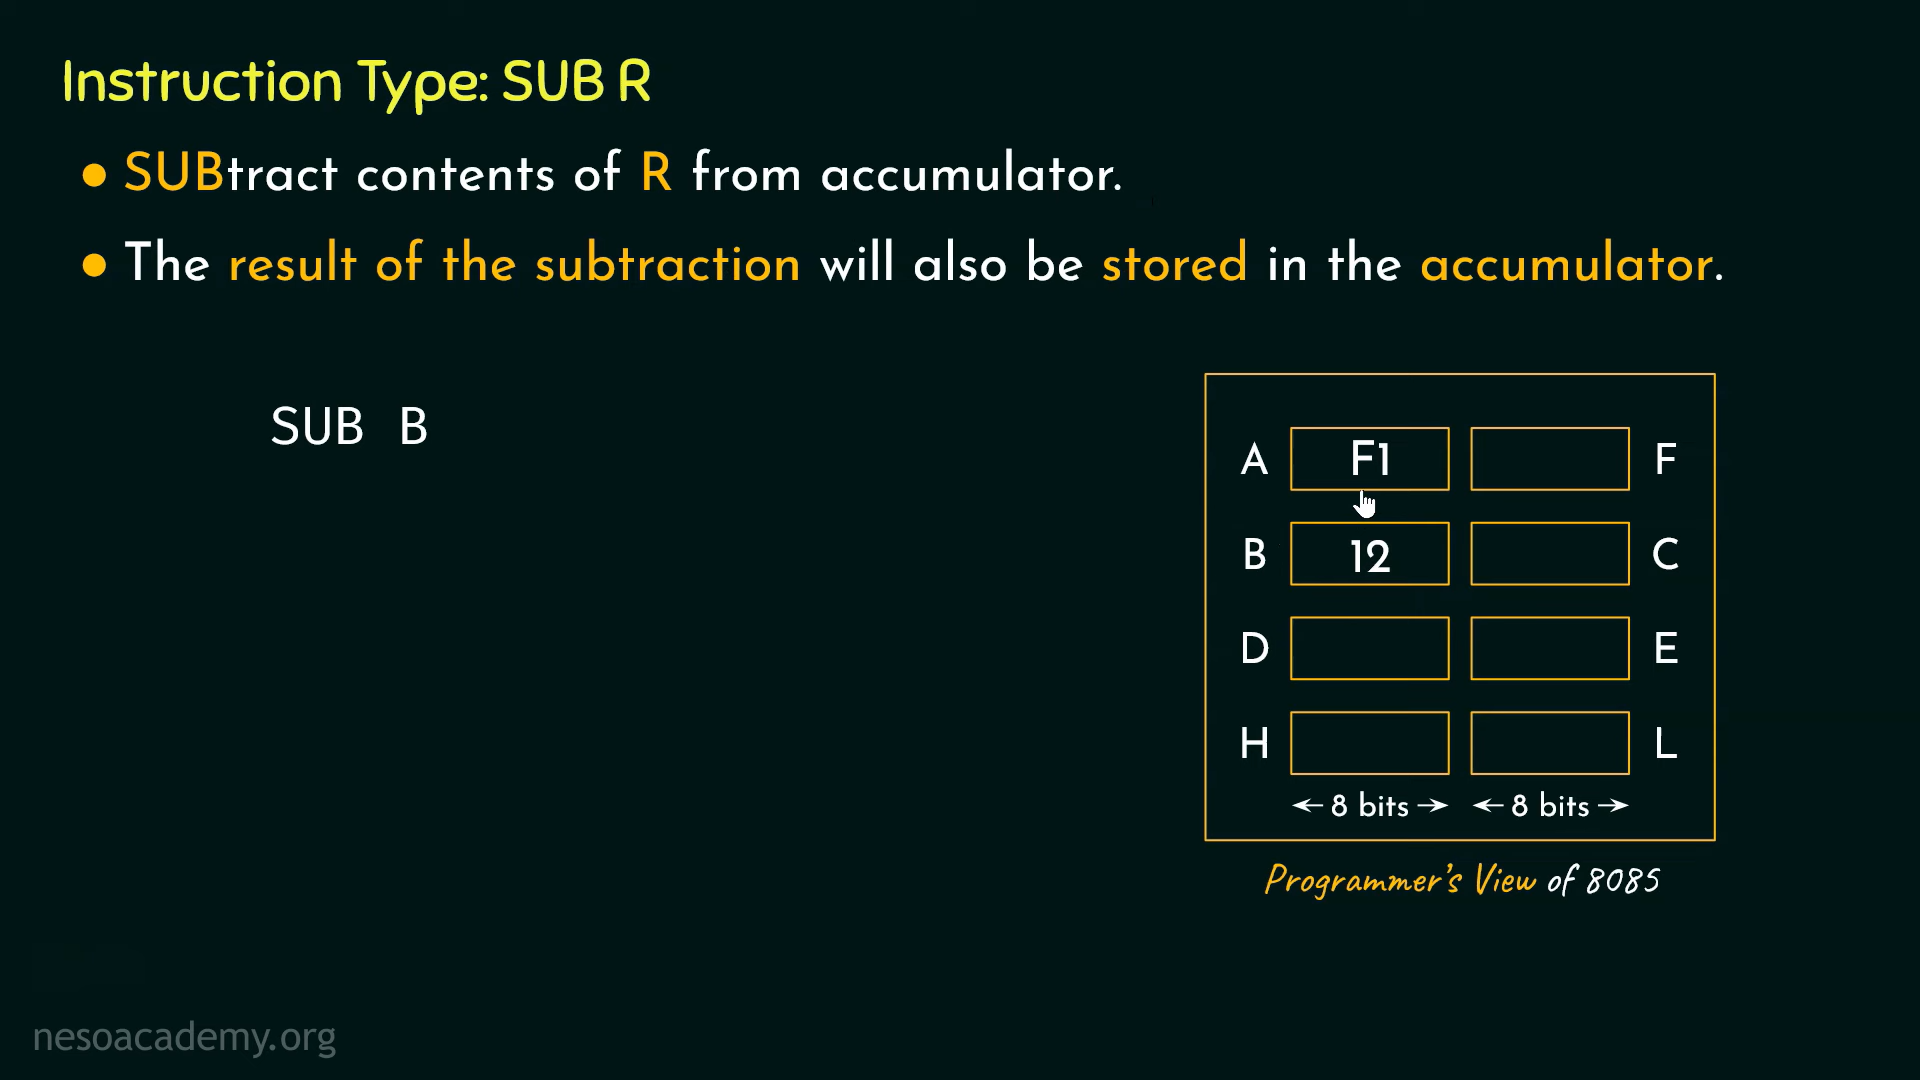 Instruction Type: SUB R
● SUBtract contents of R from accumulator.
● The result of the subtraction will also be stored in the accumulator.
SUB B
A F1 F
B 12 C
D E
H L
← 8 bits → ← 8 bits →
Programmer's View of 8085
nesoacademy.org